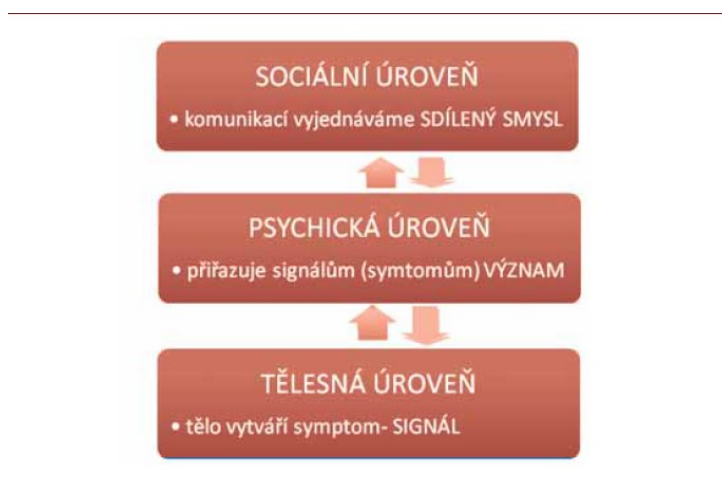 SOCIÁLNÍ ÚROVEŇ
• komunikací vyjednáváme SDÍLENÝ SMYSL
PSYCHICKÁ ÚROVEŇ
• přiřazuje signálům (symtomům) VÝZNAM
TĚLESNÁ ÚROVEŇ
• tělo vytváří symptom- SIGNÁL